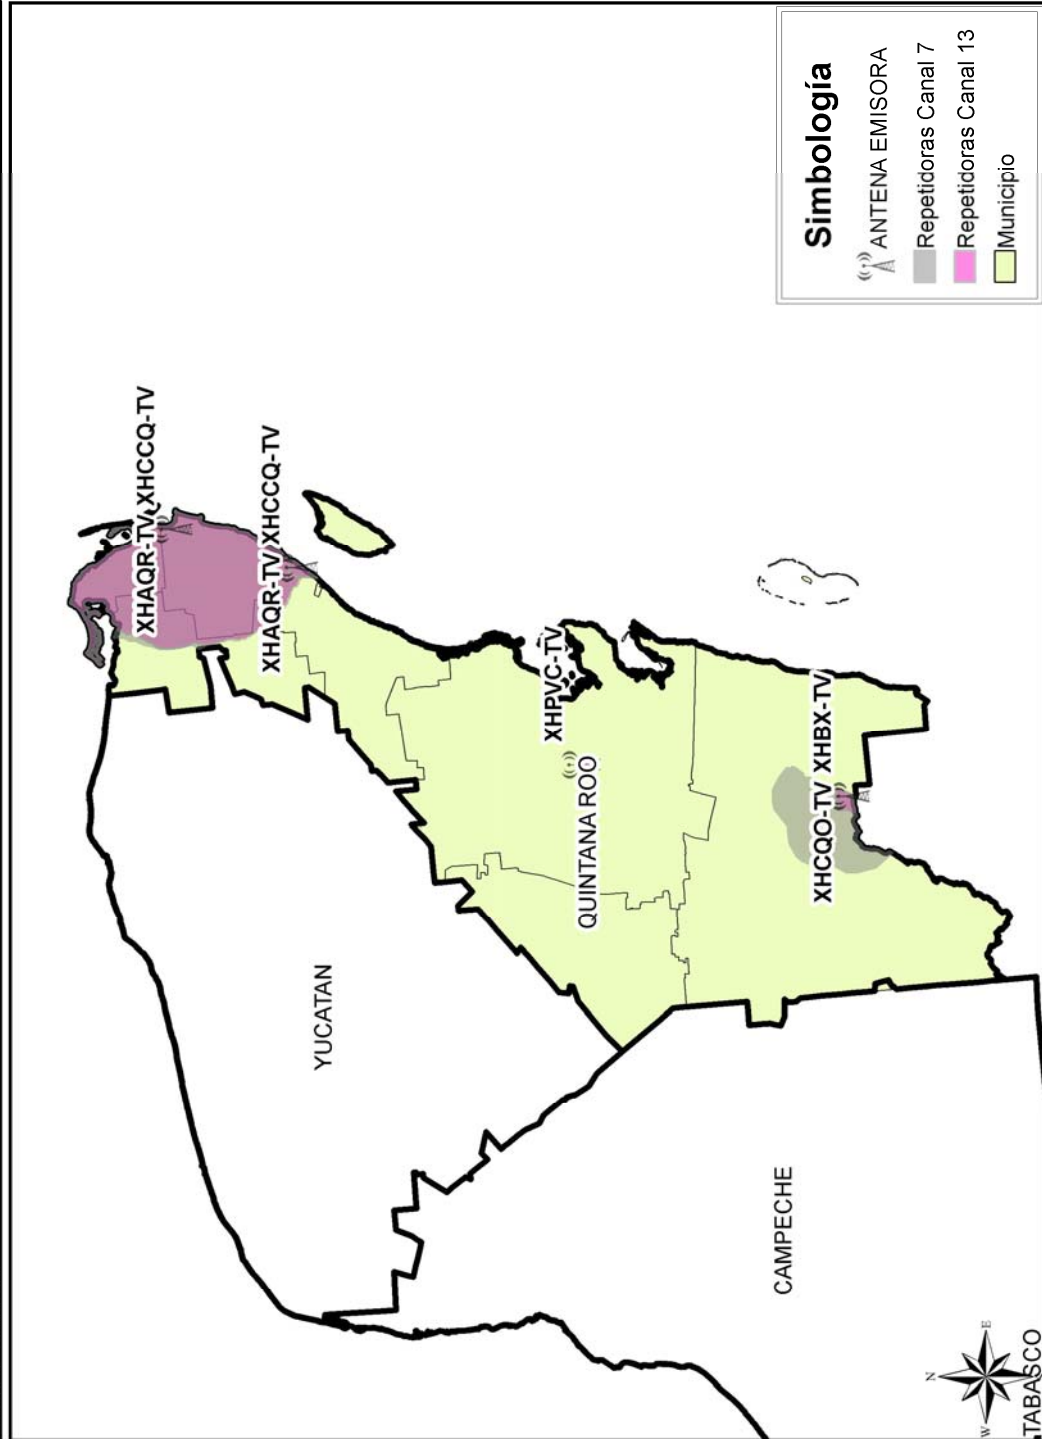 XHAQR-TV XHCCQ-TV
XHAQR-TV XHCCQ-TV
YUCATAN
XHPVC-TV
QUINTANA ROO
XHCQO-TV XHBX-TV
CAMPECHE
TABASCO
N
W
E
Simbología
ANTENA EMISORA
Repetidoras Canal 7
Repetidoras Canal 13
Municipio